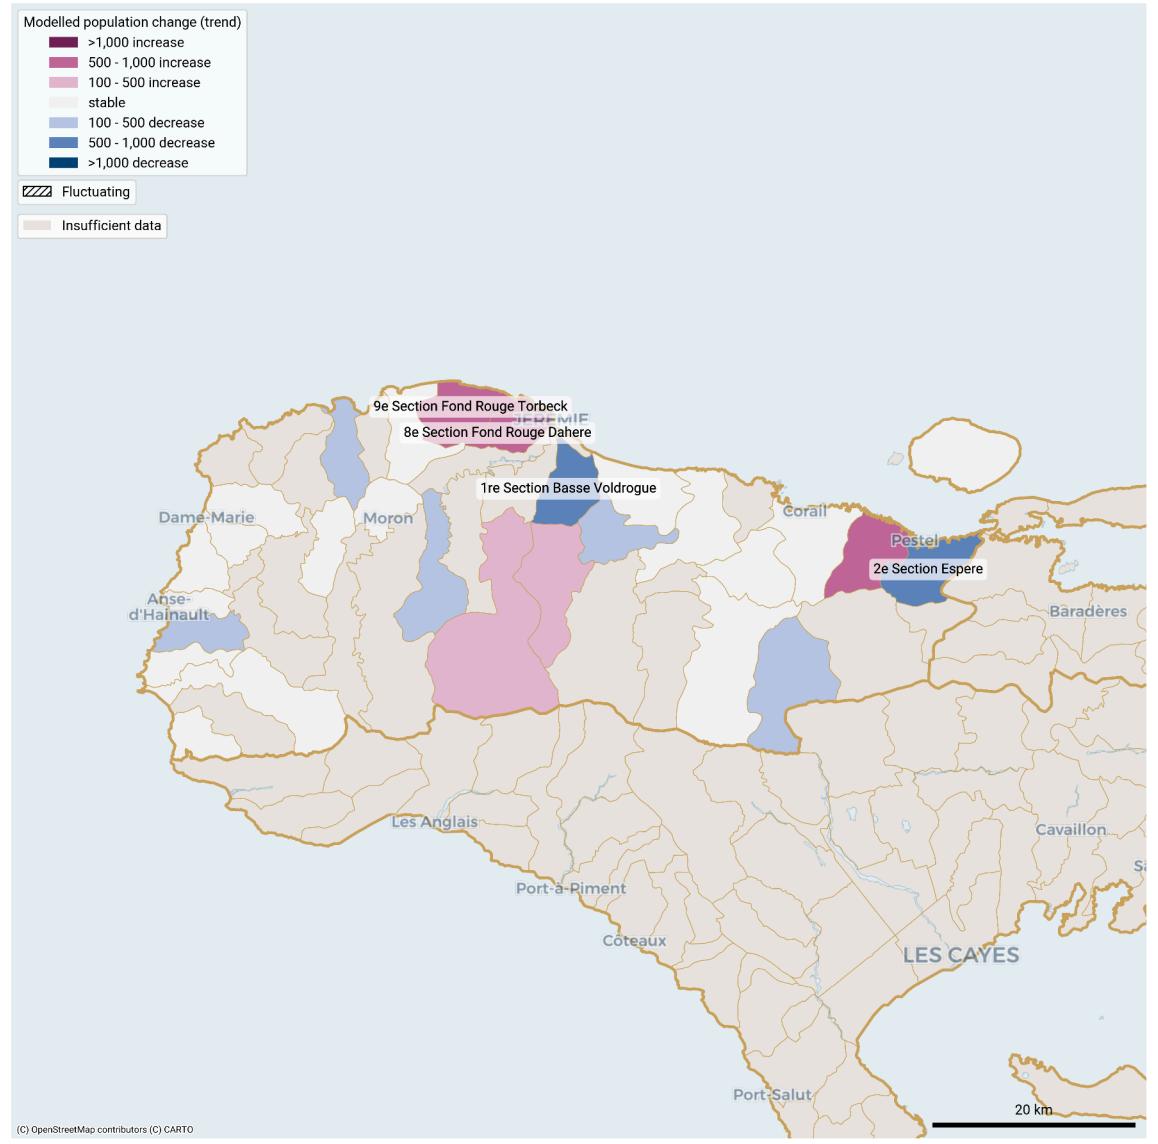 Modelled population change (trend)
>1,000 increase
500 - 1,000 increase
100 - 500 increase
stable
100 - 500 decrease
500 - 1,000 decrease
>1,000 decrease
Fluctuating
Insufficient data
9e Section Fond Rouge Torbeck
JÉRÉMIE
8e Section Fond Rouge Dahere
1re Section Basse Voldrogue
Dame-Marie
Moron
Corail
Pestel
2e Section Espere
Anse-
d'Hainault
Baradères
Les Anglais
Cavaillon
Port-à-Piment
Côteaux
LES CAYES
Port-Salut
20 km
(C) OpenStreetMap contributors (C) CARTO